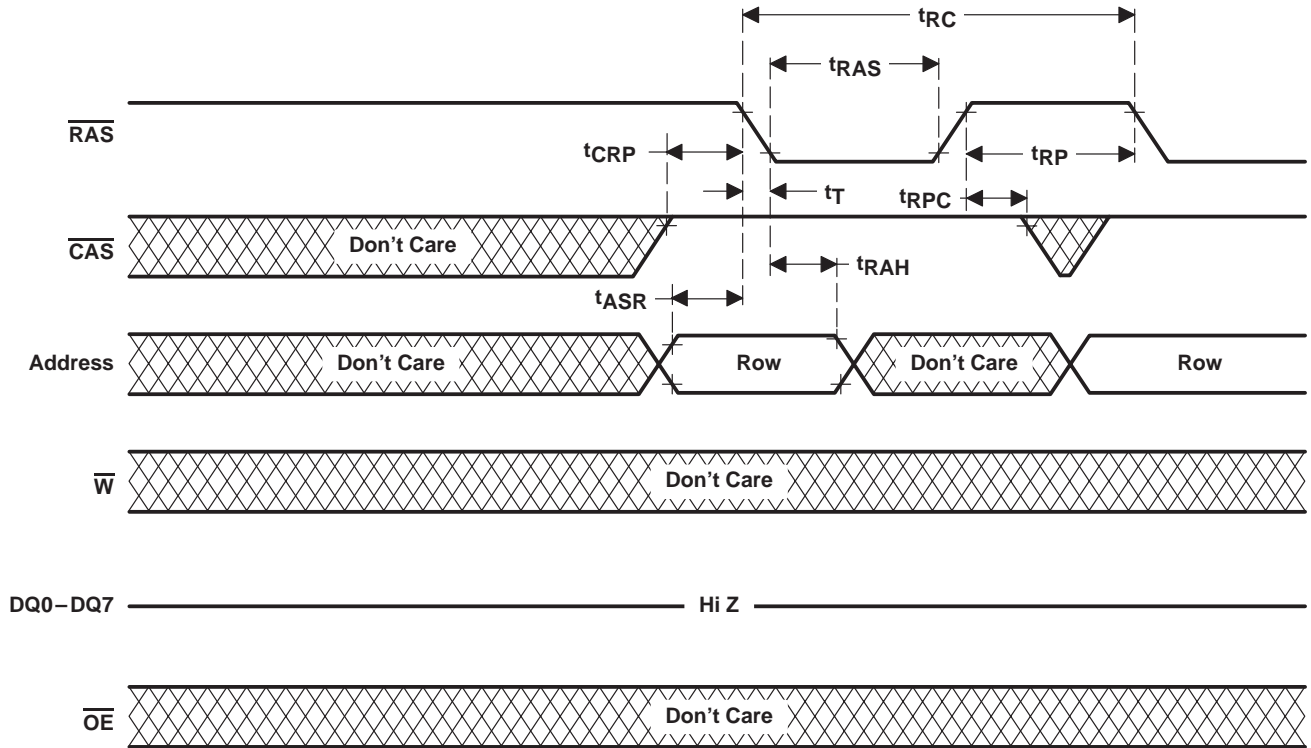 tRC
tRAS
RAS
tCRP
tRP
tT
tRPC
CAS
Don't Care
tRAH
tASR
Address
Don't Care
Row
Don't Care
Row
W
Don't Care
DQ0–DQ7
Hi Z
OE
Don't Care